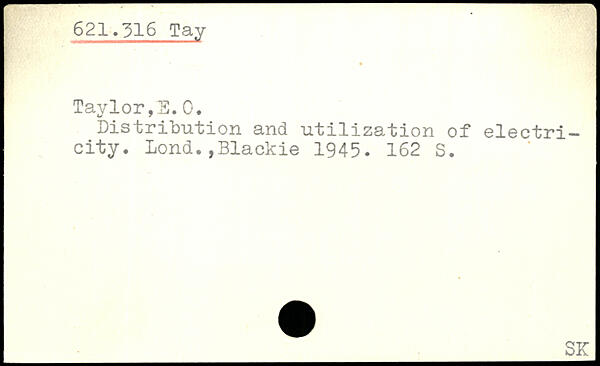 621.316 Tay
Taylor,E.O.
Distribution and utilization of electri-
city. Lond.,Blackie 1945. 162 S.
SK